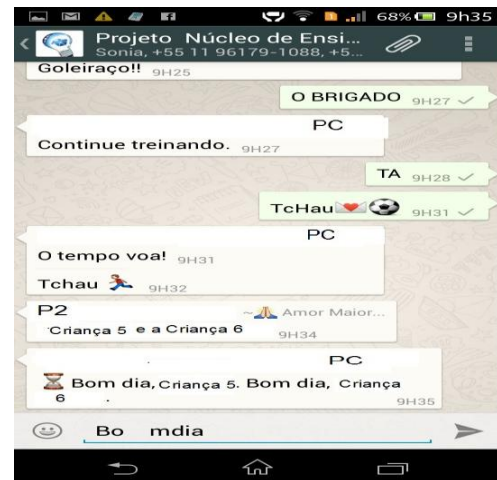 68% 9h35
Projeto Núcleo de Ensi...
Sonia, +55 11 96179-1088, +5...
Goleiraço!! 9H25
O BRIGADO 9H27
PC
Continue treinando. 9H27
TA 9H28
TcHau 9H31
PC
O tempo voa! 9H31
Tchau 9H32
P2 ~ Amor Maior...
Criança 5 e a Criança 6 9H34
PC
Bom dia, Criança 5. Bom dia, Criança
6 . 9H35
Bo mdia